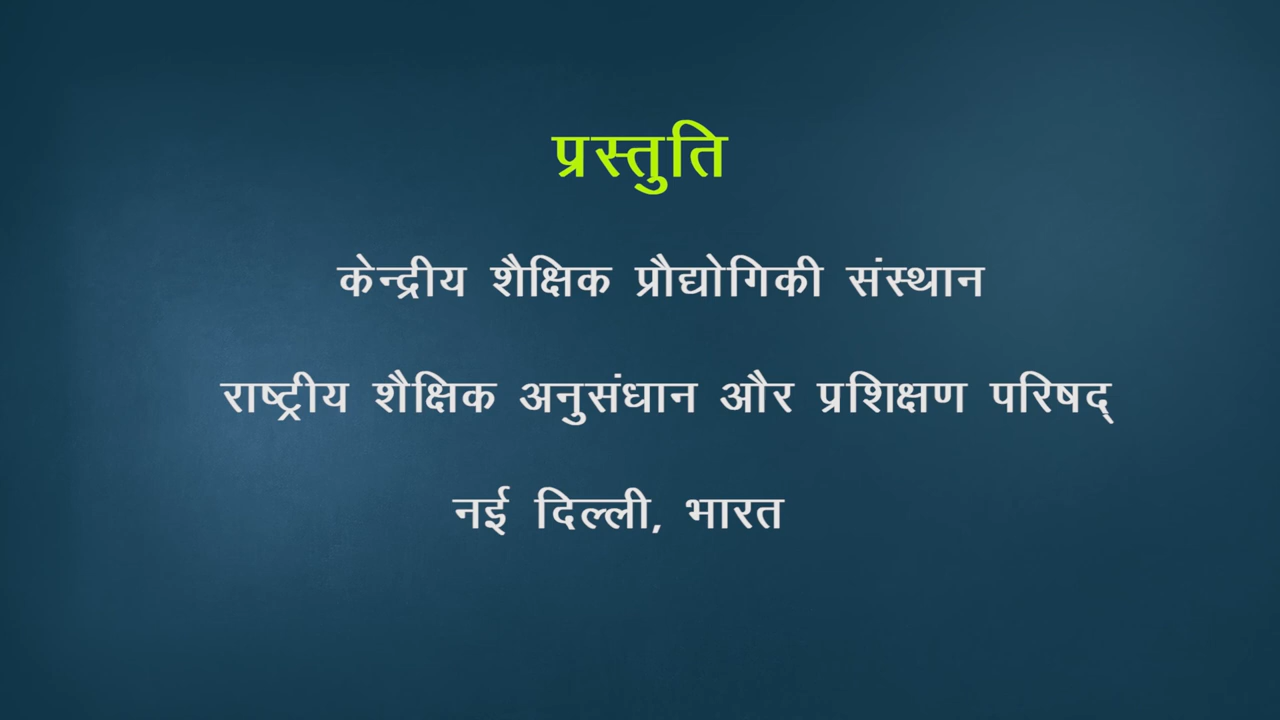 प्रस्तुति
केन्द्रीय शैक्षिक प्रौद्योगिकी संस्थान
राष्ट्रीय शैक्षिक अनुसंधान और प्रशिक्षण परिषद्
नई दिल्ली, भारत